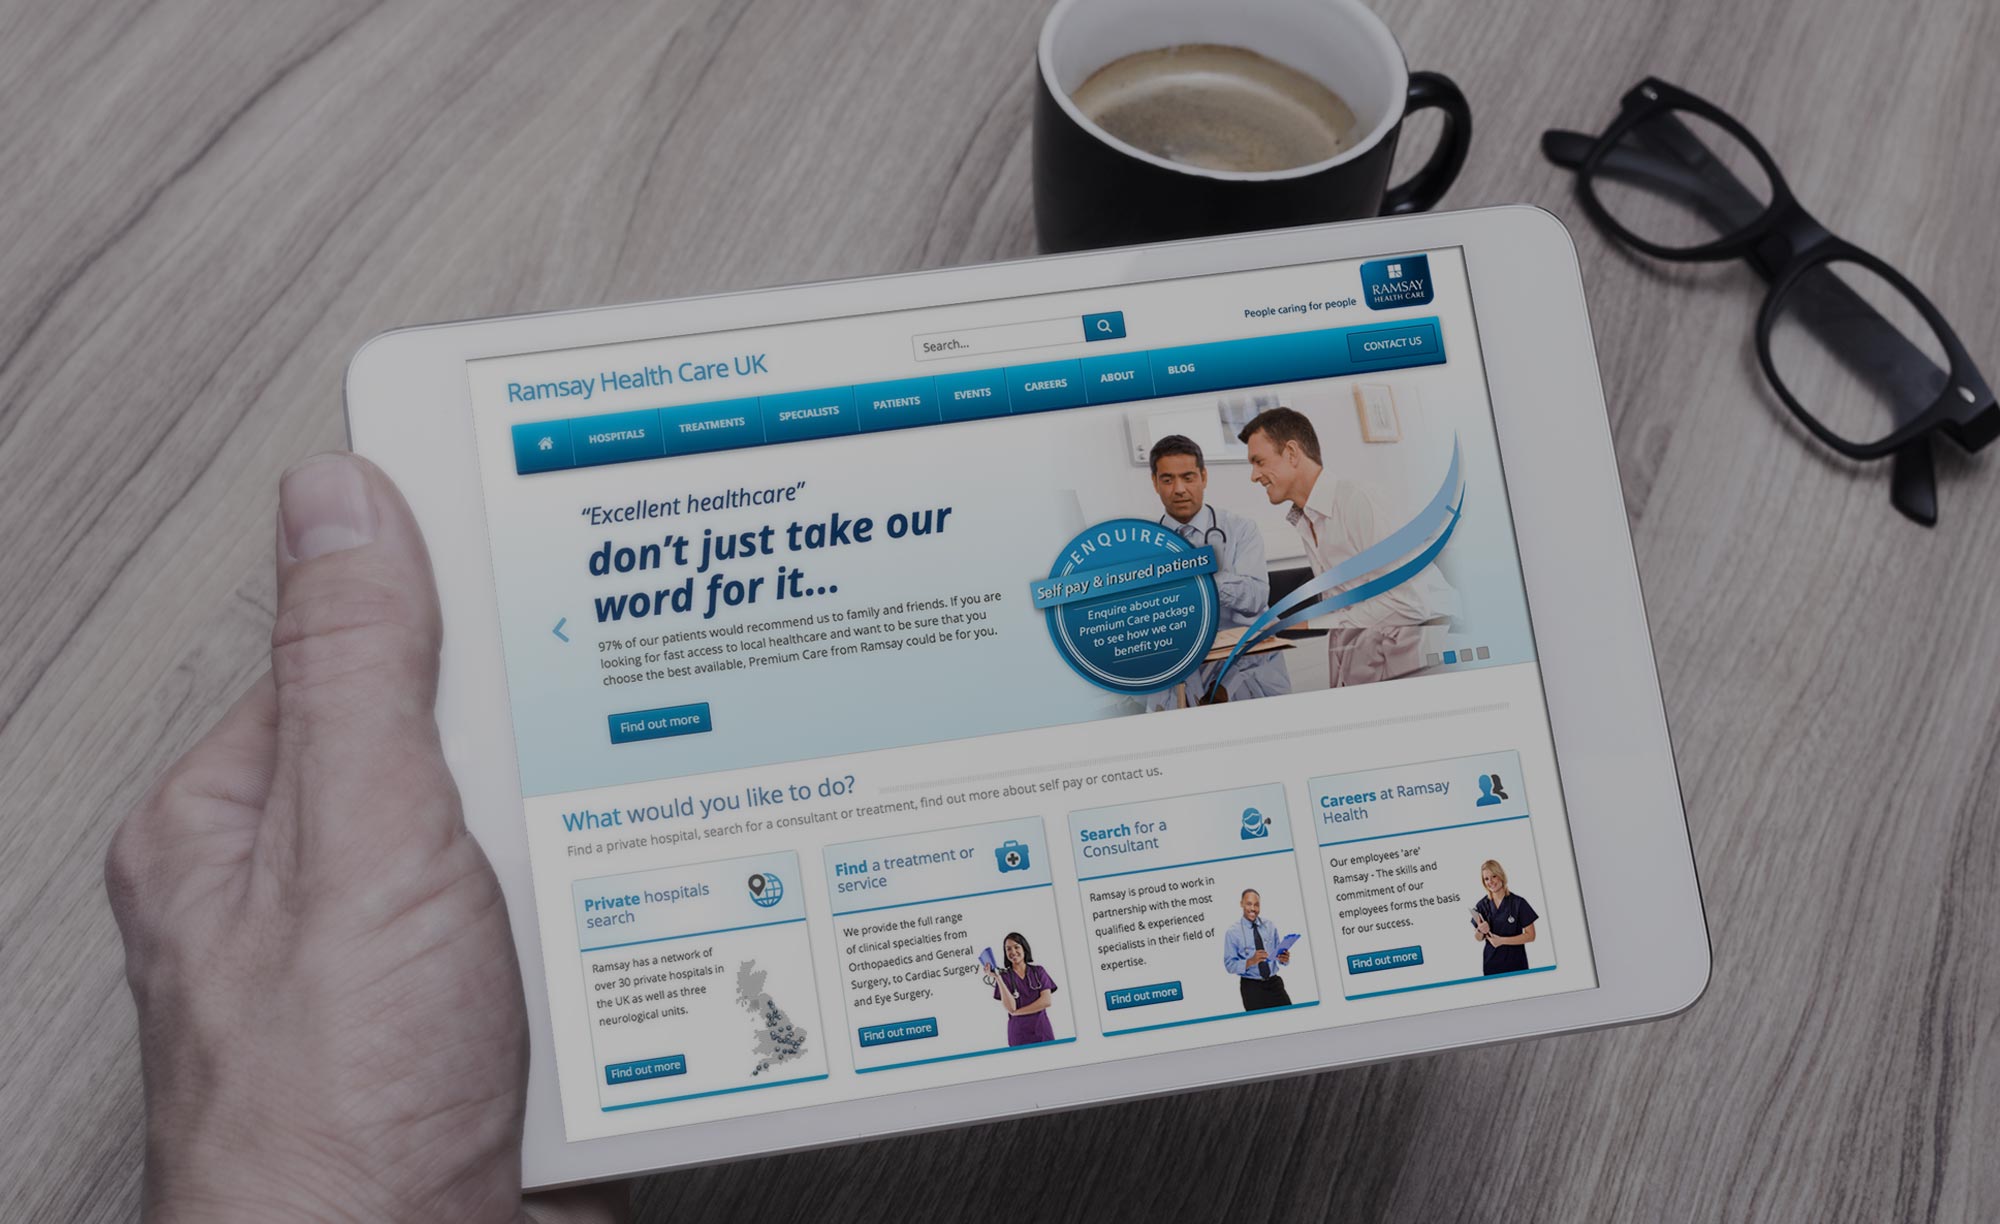 RAMSAY
HEALTH CARE
People caring for people
Search...
Ramsay Health Care UK
CONTACT US
HOSPITALS
TREATMENTS
SPECIALISTS
PATIENTS
EVENTS
CAREERS
ABOUT
BLOG
“Excellent healthcare”
don’t just take our
word for it...
97% of our patients would recommend us to family and friends. If you are
looking for fast access to local healthcare and want to be sure that you
choose the best available, Premium Care from Ramsay could be for you.
Find out more
ENQUIRE
Self pay & insured patients
Enquire about our
Premium Care package
to see how we can
benefit you
What would you like to do?
Find a private hospital, search for a consultant or treatment, find out more about self pay or contact us.
Private hospitals
search
Ramsay has a network of
over 30 private hospitals in
the UK as well as three
neurological units.
Find out more
Find a treatment or
service
We provide the full range
of clinical specialties from
Orthopaedics and General
Surgery, to Cardiac Surgery
and Eye Surgery.
Find out more
Search for a
Consultant
Ramsay is proud to work in
partnership with the most
qualified & experienced
specialists in their field of
expertise.
Find out more
Careers at Ramsay
Health
Our employees 'are'
Ramsay - The skills and
commitment of our
employees forms the basis
for our success.
Find out more